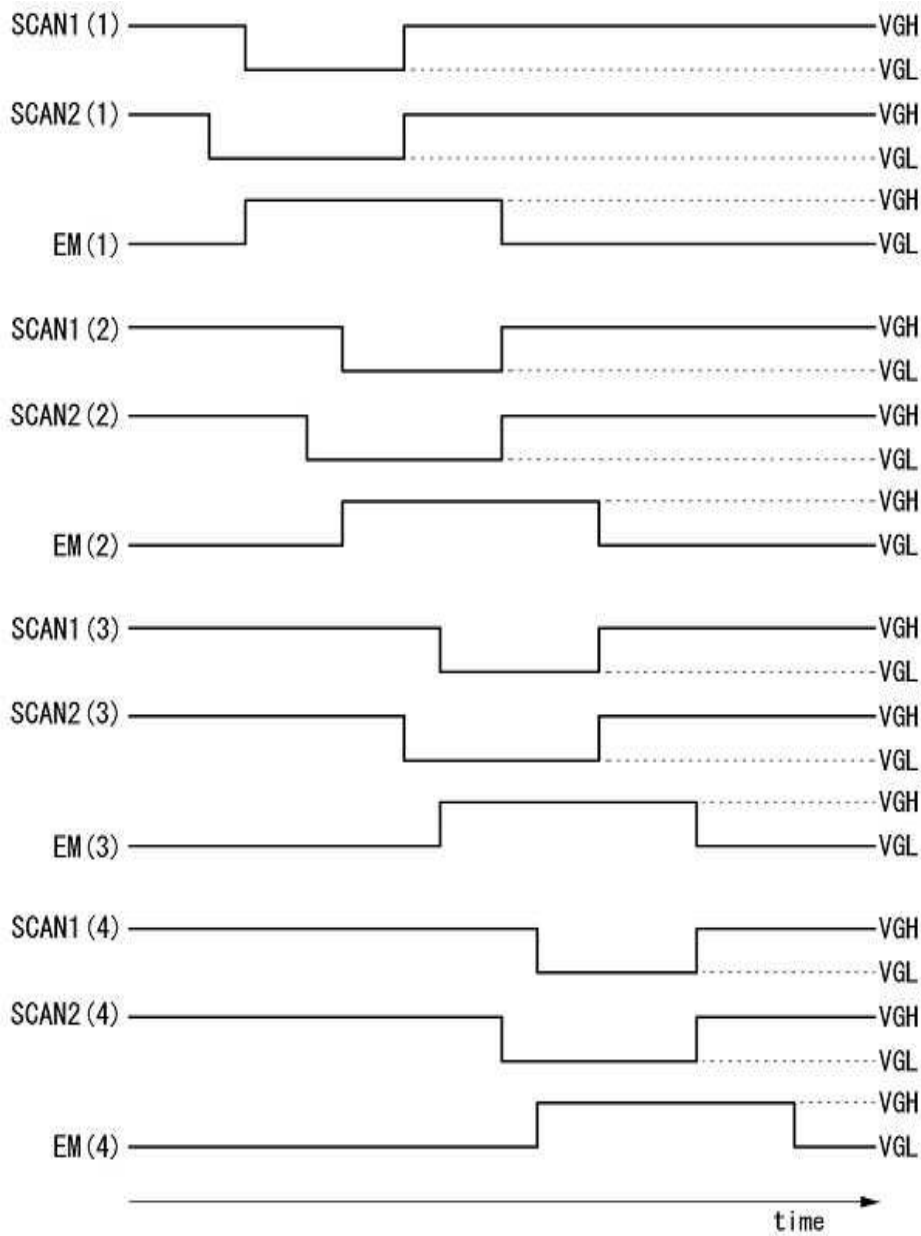 SCAN1(1) VGH
VGL
SCAN2(1) VGH
VGL
VGH
EM(1) VGL
SCAN1(2) VGH
VGL
SCAN2(2) VGH
VGL
VGH
EM(2) VGL
SCAN1(3) VGH
VGL
SCAN2(3) VGH
VGL
VGH
EM(3) VGL
SCAN1(4) VGH
VGL
SCAN2(4) VGH
VGL
VGH
EM(4) VGL
time